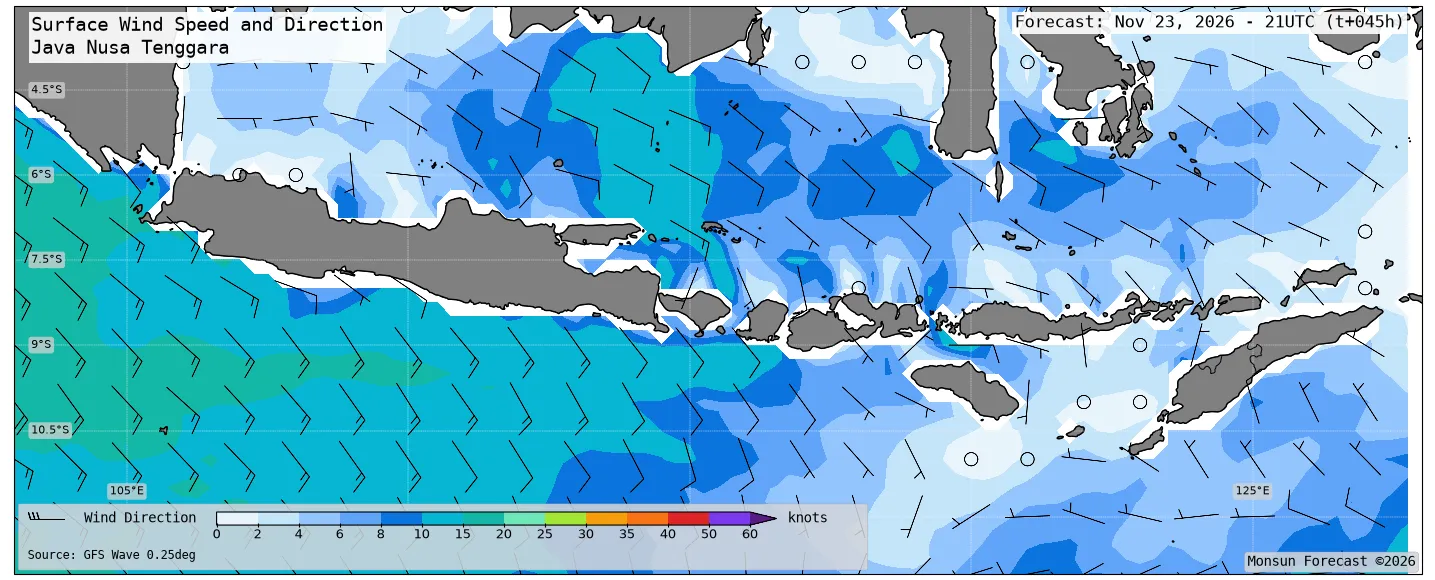 Surface Wind Speed and Direction
Java Nusa Tenggara
Forecast: Nov 23, 2026 - 21UTC (t+045h)
4.5°S
6°S
7.5°S
9°S
10.5°S
105°E
125°E
Wind Direction
0 2 4 6 8 10 15 20 25 30 35 40 50 60
knots
Source: GFS Wave 0.25deg
Monsun Forecast ©2026